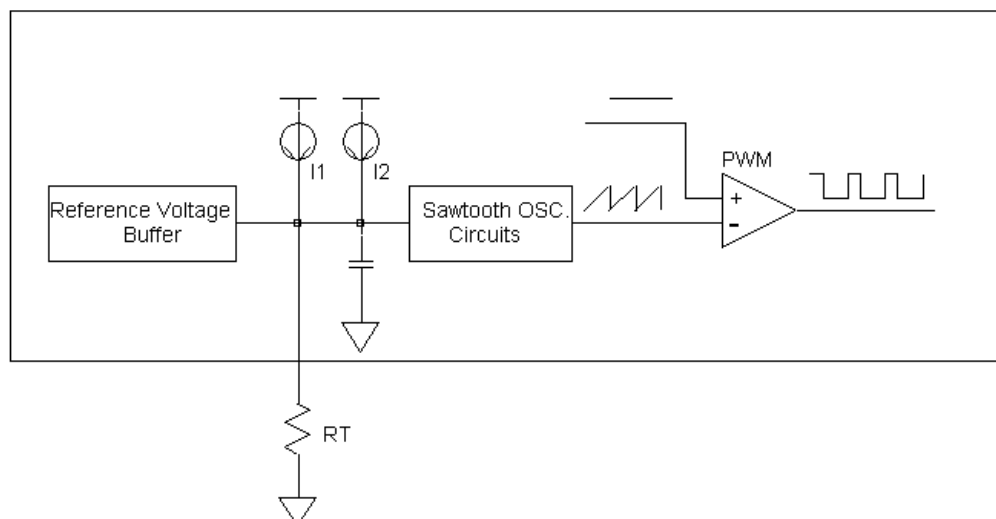 PWM
I1
I2
Reference Voltage
Buffer
Sawtooth OSC.
Circuits
+
-
RT